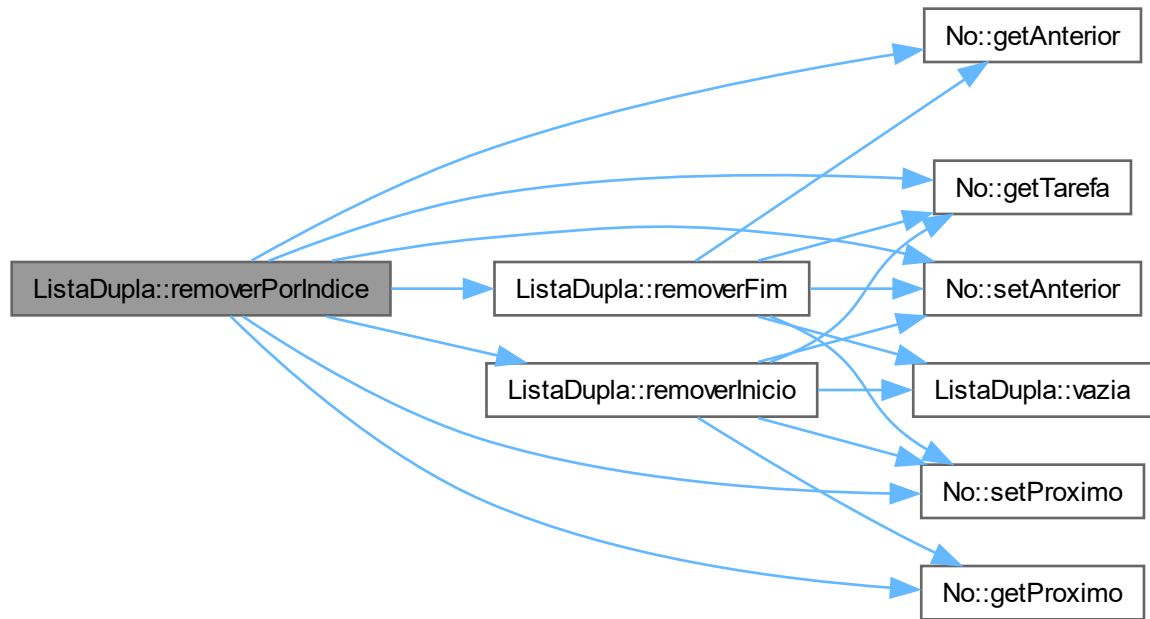 No::getAnterior
No::getTarefa
ListaDupla::removerPorIndice
ListaDupla::removerFim
No::setAnterior
ListaDupla::removerInicio
ListaDupla::vazia
No::setProximo
No::getProximo